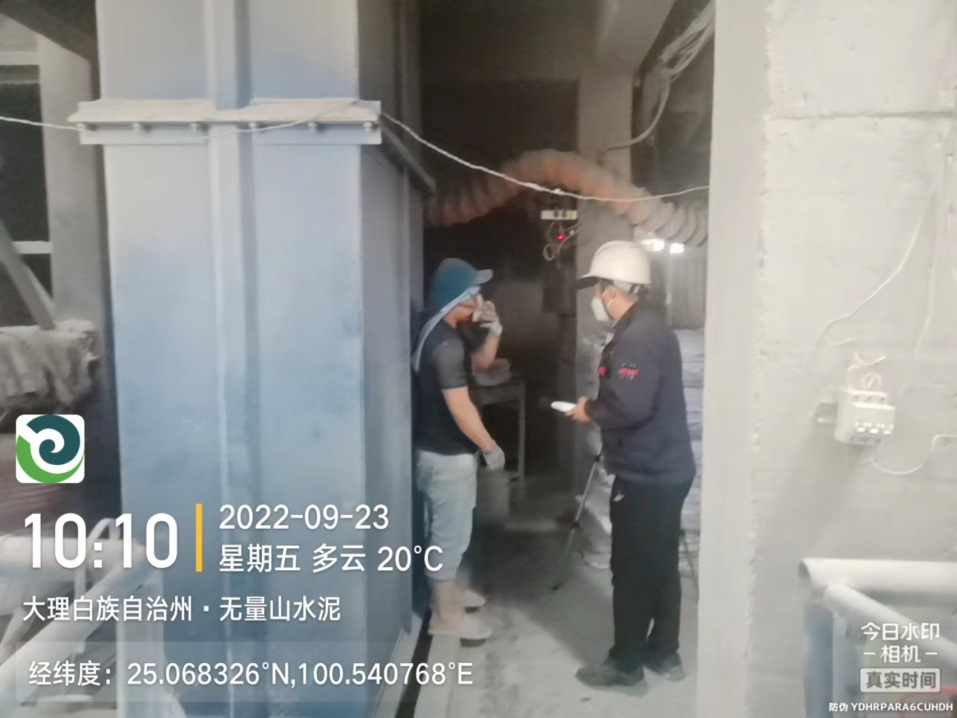 10:10
2022-09-23
星期五 多云 20°C
大理白族自治州·无量山水泥
经纬度：25.068326°N,100.540768°E
今日水印
-相机-
真实时间
防伪 YDHRPARA6CUHDH